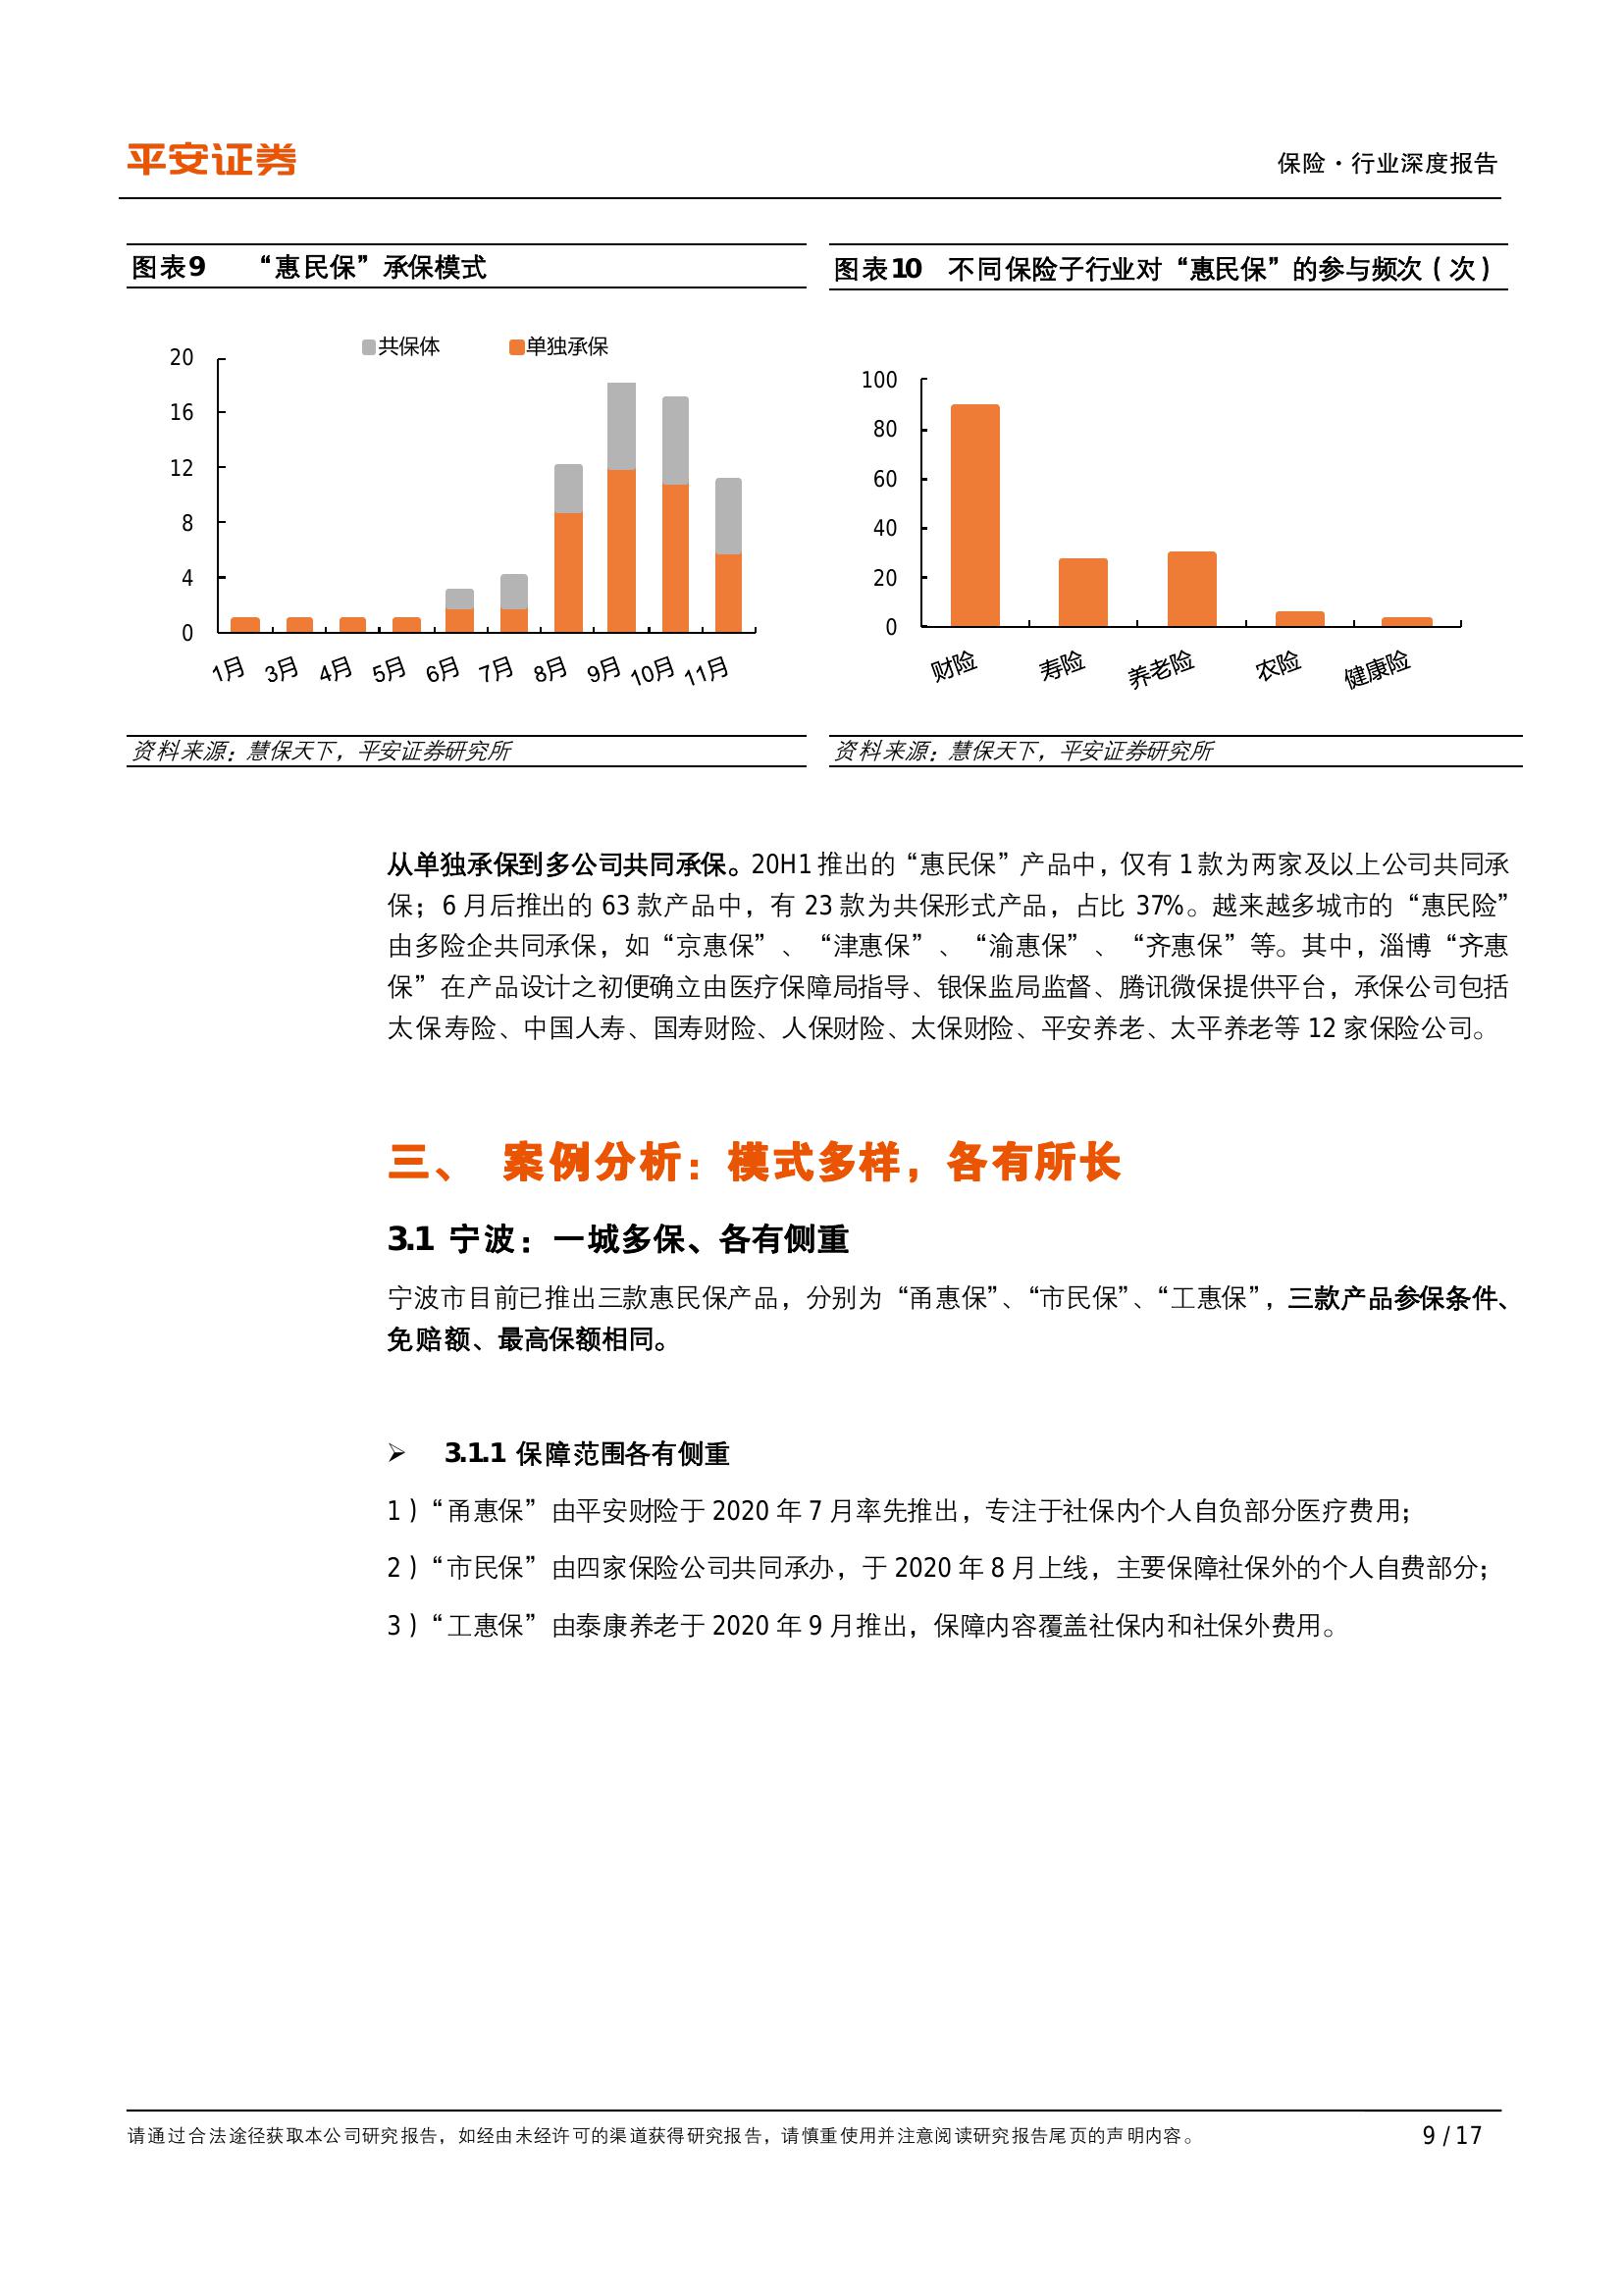 平安证券
保险·行业深度报告
图表9 “惠民保”承保模式
共保体 单独承保
20
16
12
8
4
0
1月 3月 4月 5月 6月 7月 8月 9月 10月 11月
资料来源：慧保天下，平安证券研究所
图表10 不同保险子行业对“惠民保”的参与频次（次）
100
80
60
40
20
0
财险 寿险 养老险 农险 健康险
资料来源：慧保天下，平安证券研究所
从单独承保到多公司共同承保。20H1推出的“惠民保”产品中，仅有1款为两家及以上公司共同承
保；6月后推出的63款产品中，有23款为共保形式产品，占比37%。越来越多城市的“惠民险”
由多险企共同承保，如“京惠保”、“津惠保”、“渝惠保”、“齐惠保”等。其中，淄博“齐惠
保”在产品设计之初便确立由医疗保障局指导、银保监局监督、腾讯微保提供平台，承保公司包括
太保寿险、中国人寿、国寿财险、人保财险、太保财险、平安养老、太平养老等12家保险公司。
三、 案例分析：模式多样，各有所长
3.1 宁波：一城多保、各有侧重
宁波市目前已推出三款惠民保产品，分别为“甬惠保”、“市民保”、“工惠保”，三款产品参保条件、
免赔额、最高保额相同。
➢ 3.1.1 保障范围各有侧重
1）“甬惠保”由平安财险于2020年7月率先推出，专注于社保内个人自负部分医疗费用；
2）“市民保”由四家保险公司共同承办，于2020年8月上线，主要保障社保外的个人自费部分；
3）“工惠保”由泰康养老于2020年9月推出，保障内容覆盖社保内和社保外费用。
请通过合法途径获取本公司研究报告，如经由未经许可的渠道获得研究报告，请慎重使用并注意阅读研究报告尾页的声明内容。
9 / 17